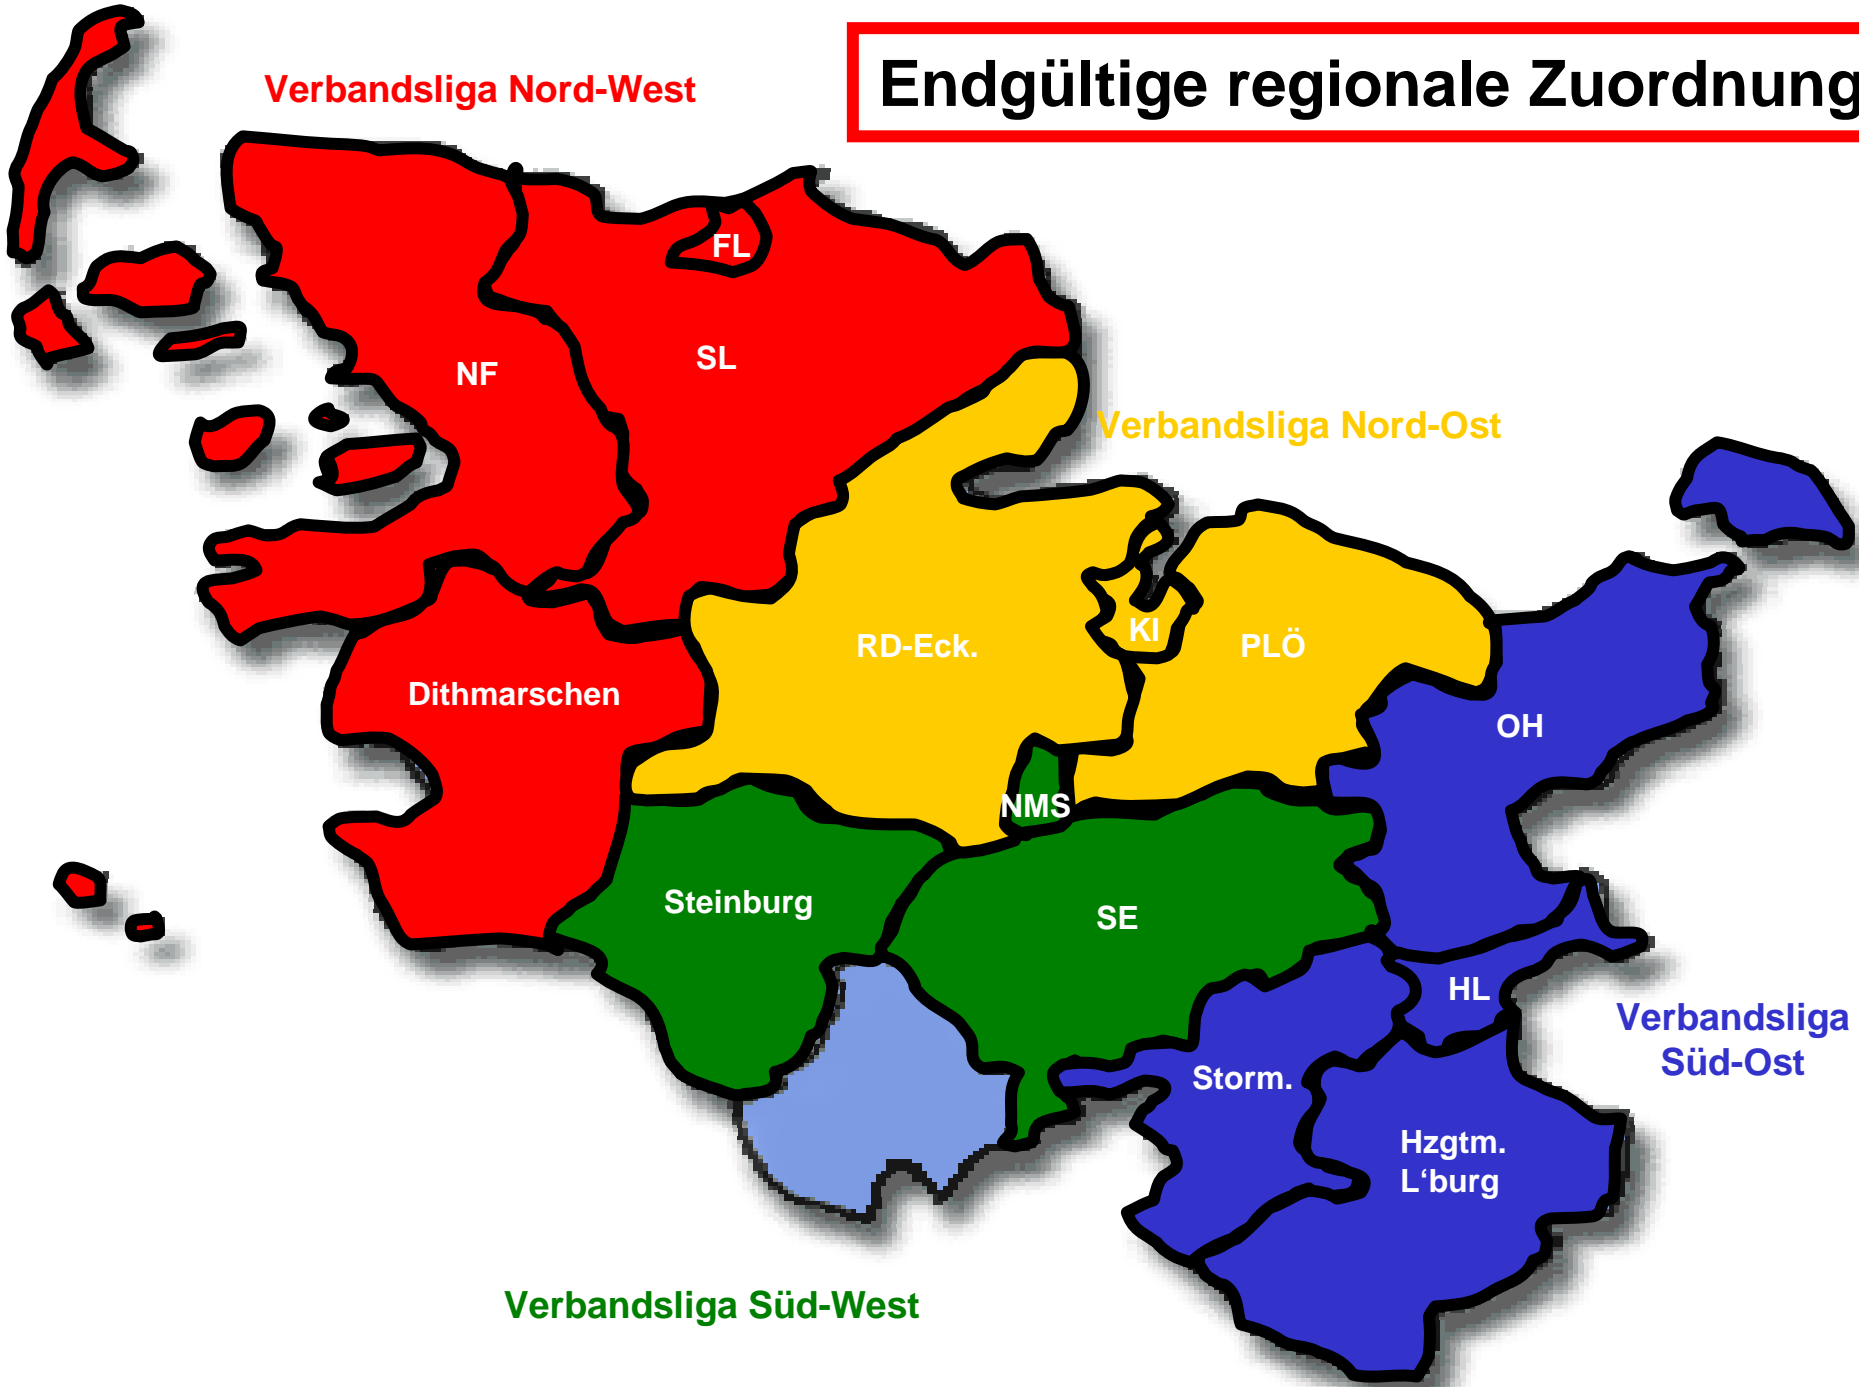 Endgültige regionale Zuordnung
Verbandsliga Nord-West
FL
SL
NF
Verbandsliga Nord-Ost
KI
RD-Eck.
PLÖ
Dithmarschen
OH
NMS
Steinburg
SE
HL
Verbandsliga
Süd-Ost
Storm.
Hzgtm.
L‘burg
Verbandsliga Süd-West